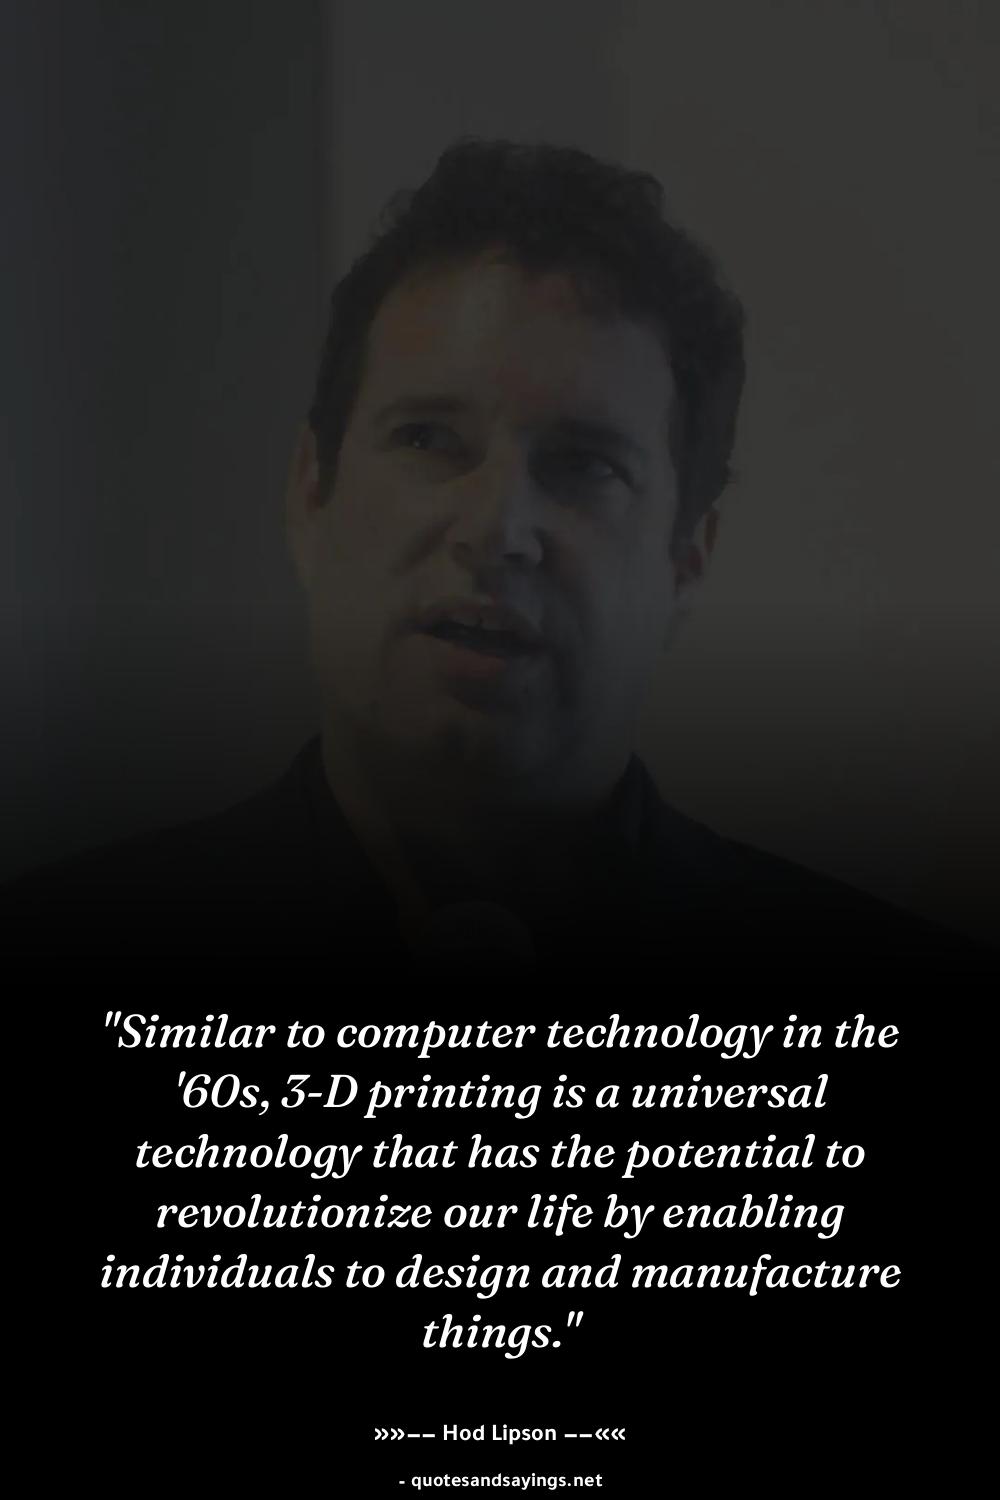 "Similar to computer technology in the
'60s, 3-D printing is a universal
technology that has the potential to
revolutionize our life by enabling
individuals to design and manufacture
things."
»»–– Hod Lipson ––««
- quotesandsayings.net